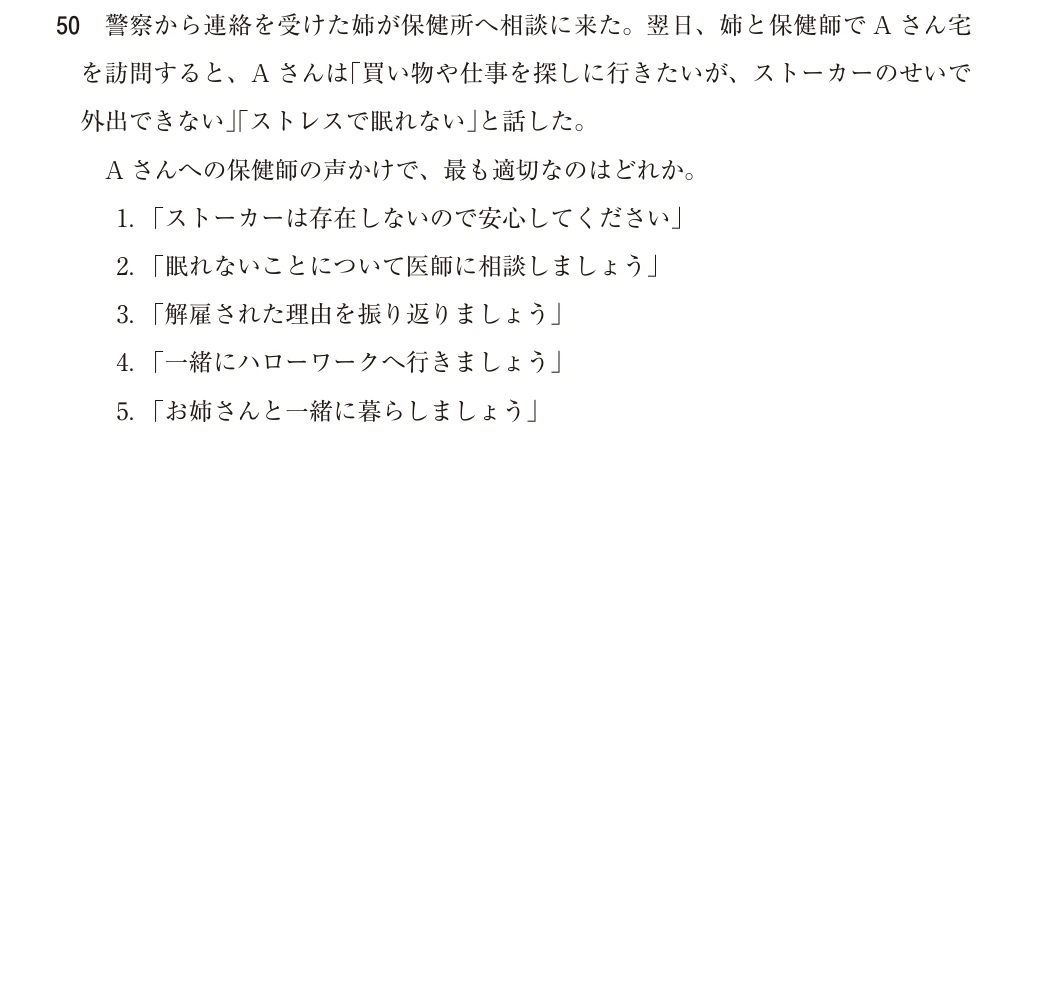 50　警察から連絡を受けた姉が保健所へ相談に来た。翌日、姉と保健師で A さん宅
を訪問すると、A さんは「買い物や仕事を探しに行きたいが、ストーカーのせいで
外出できない」「ストレスで眠れない」と話した。
A さんへの保健師の声かけで、最も適切なのはどれか。
1. 「ストーカーは存在しないので安心してください」
2. 「眠れないことについて医師に相談しましょう」
3. 「解雇された理由を振り返りましょう」
4. 「一緒にハローワークへ行きましょう」
5. 「お姉さんと一緒に暮らしましょう」